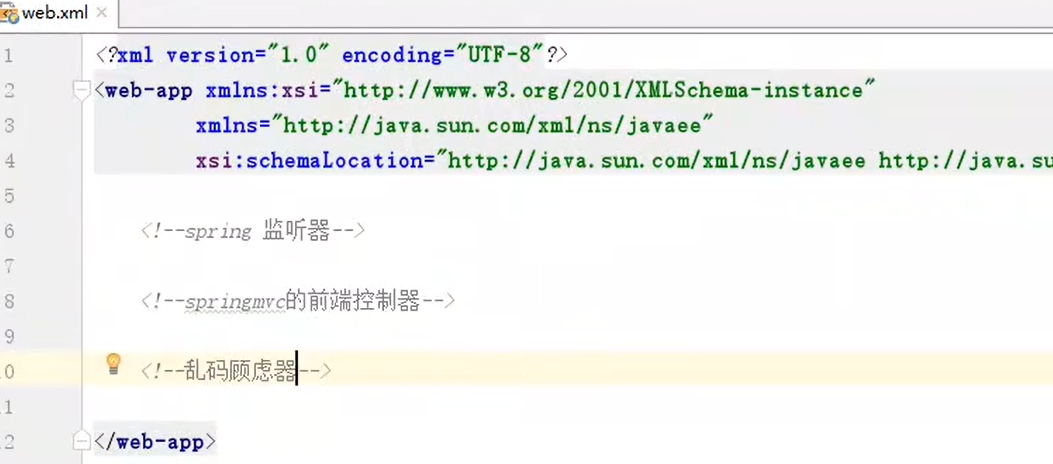 web.xml
1 <?xml version="1.0" encoding="UTF-8"?>
2 <web-app xmlns:xsi="http://www.w3.org/2001/XMLSchema-instance"
3 xmlns="http://java.sun.com/xml/ns/javaee"
4 xsi:schemaLocation="http://java.sun.com/xml/ns/javaee http://java.su
5
6 <!--spring 监听器-->
7
8 <!--springmvc的前端控制器-->
9
0 <!--乱码顾虑器-->
1
2 </web-app>